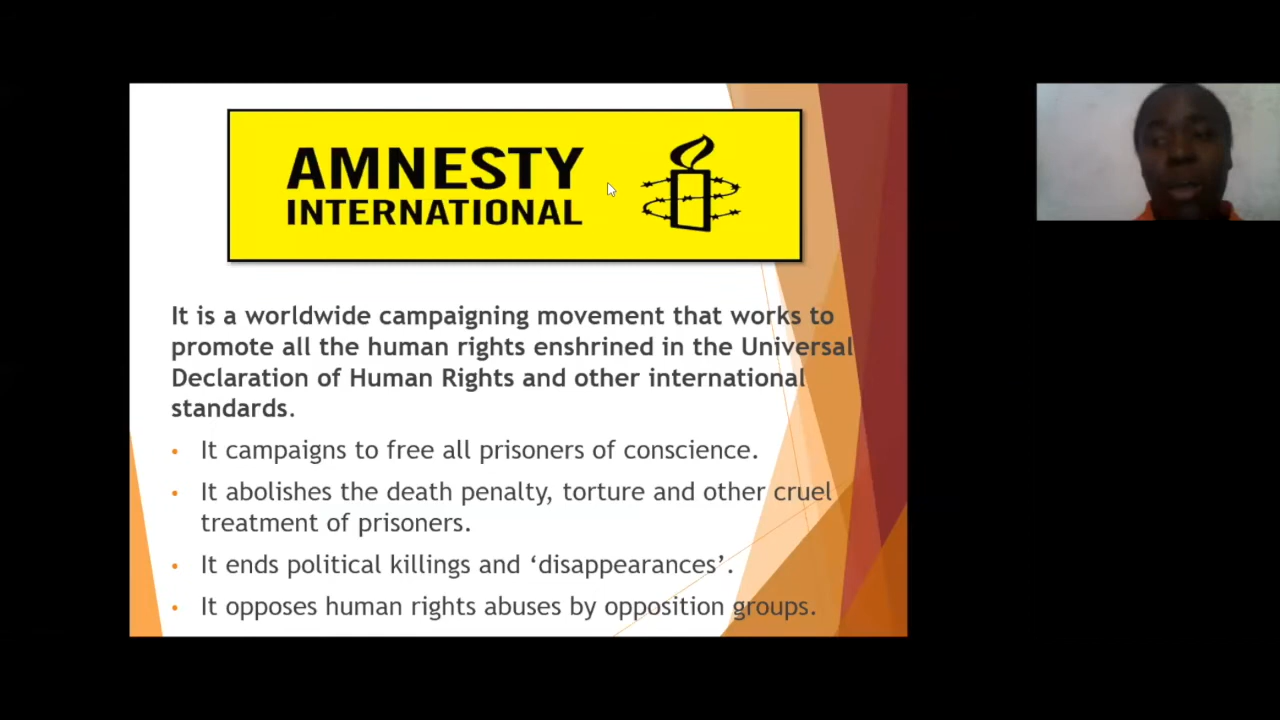 AMNESTY
INTERNATIONAL
It is a worldwide campaigning movement that works to
promote all the human rights enshrined in the Universal
Declaration of Human Rights and other international
standards.
• It campaigns to free all prisoners of conscience.
• It abolishes the death penalty, torture and other cruel
treatment of prisoners.
• It ends political killings and ‘disappearances’.
• It opposes human rights abuses by opposition groups.